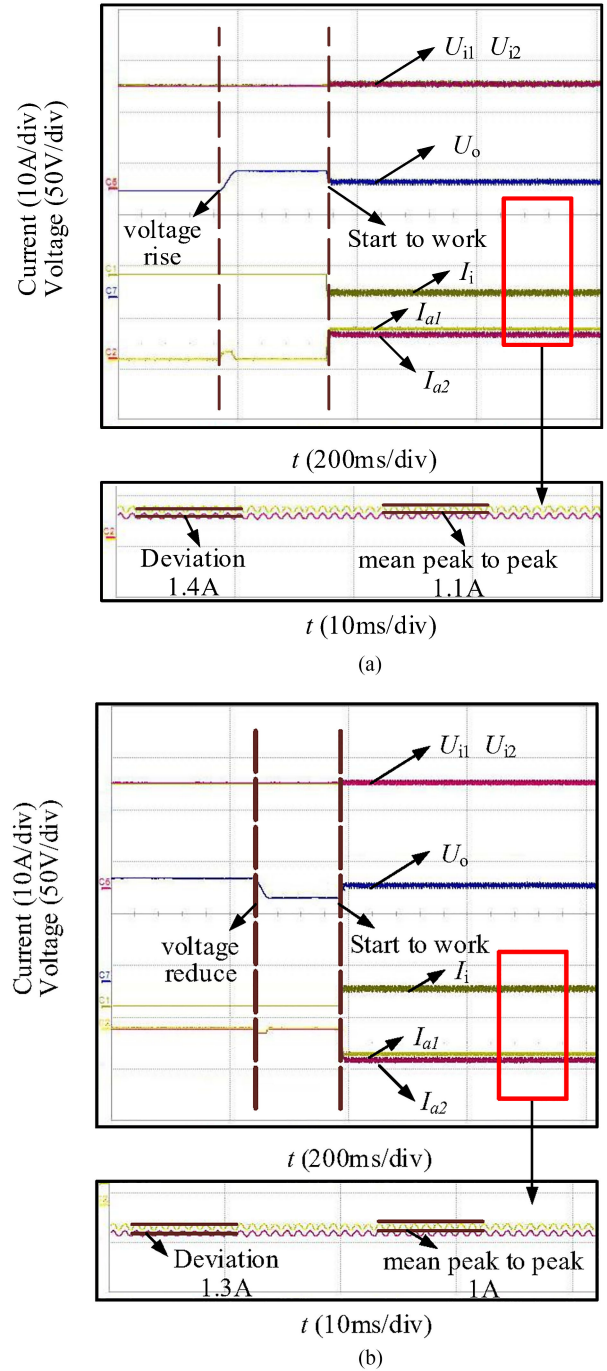 Current (10A/div)
Voltage (50V/div)
U_i1 U_i2
U_o
voltage
rise
Start to work
C1
C7
I_i
I_a1
I_a2
t (200ms/div)
Deviation
1.4A
mean peak to peak
1.1A
t (10ms/div)
(a)
Current (10A/div)
Voltage (50V/div)
U_i1 U_i2
U_o
voltage
reduce
Start to work
C7
C1
I_i
I_a1
I_a2
t (200ms/div)
Deviation
1.3A
mean peak to peak
1A
t (10ms/div)
(b)